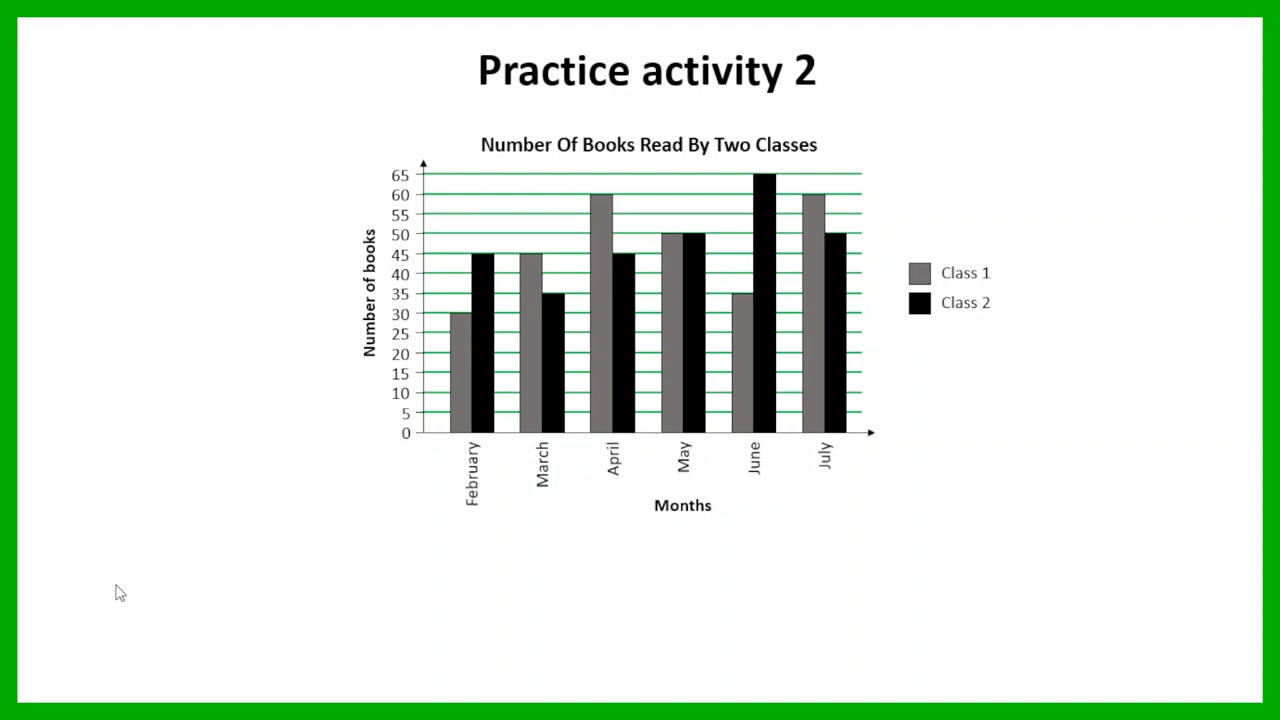 Practice activity 2
Number Of Books Read By Two Classes
65
60
55
50
45
40
35
30
25
20
15
10
5
0
Number of books
February
March
April
May
June
July
Months
Class 1
Class 2